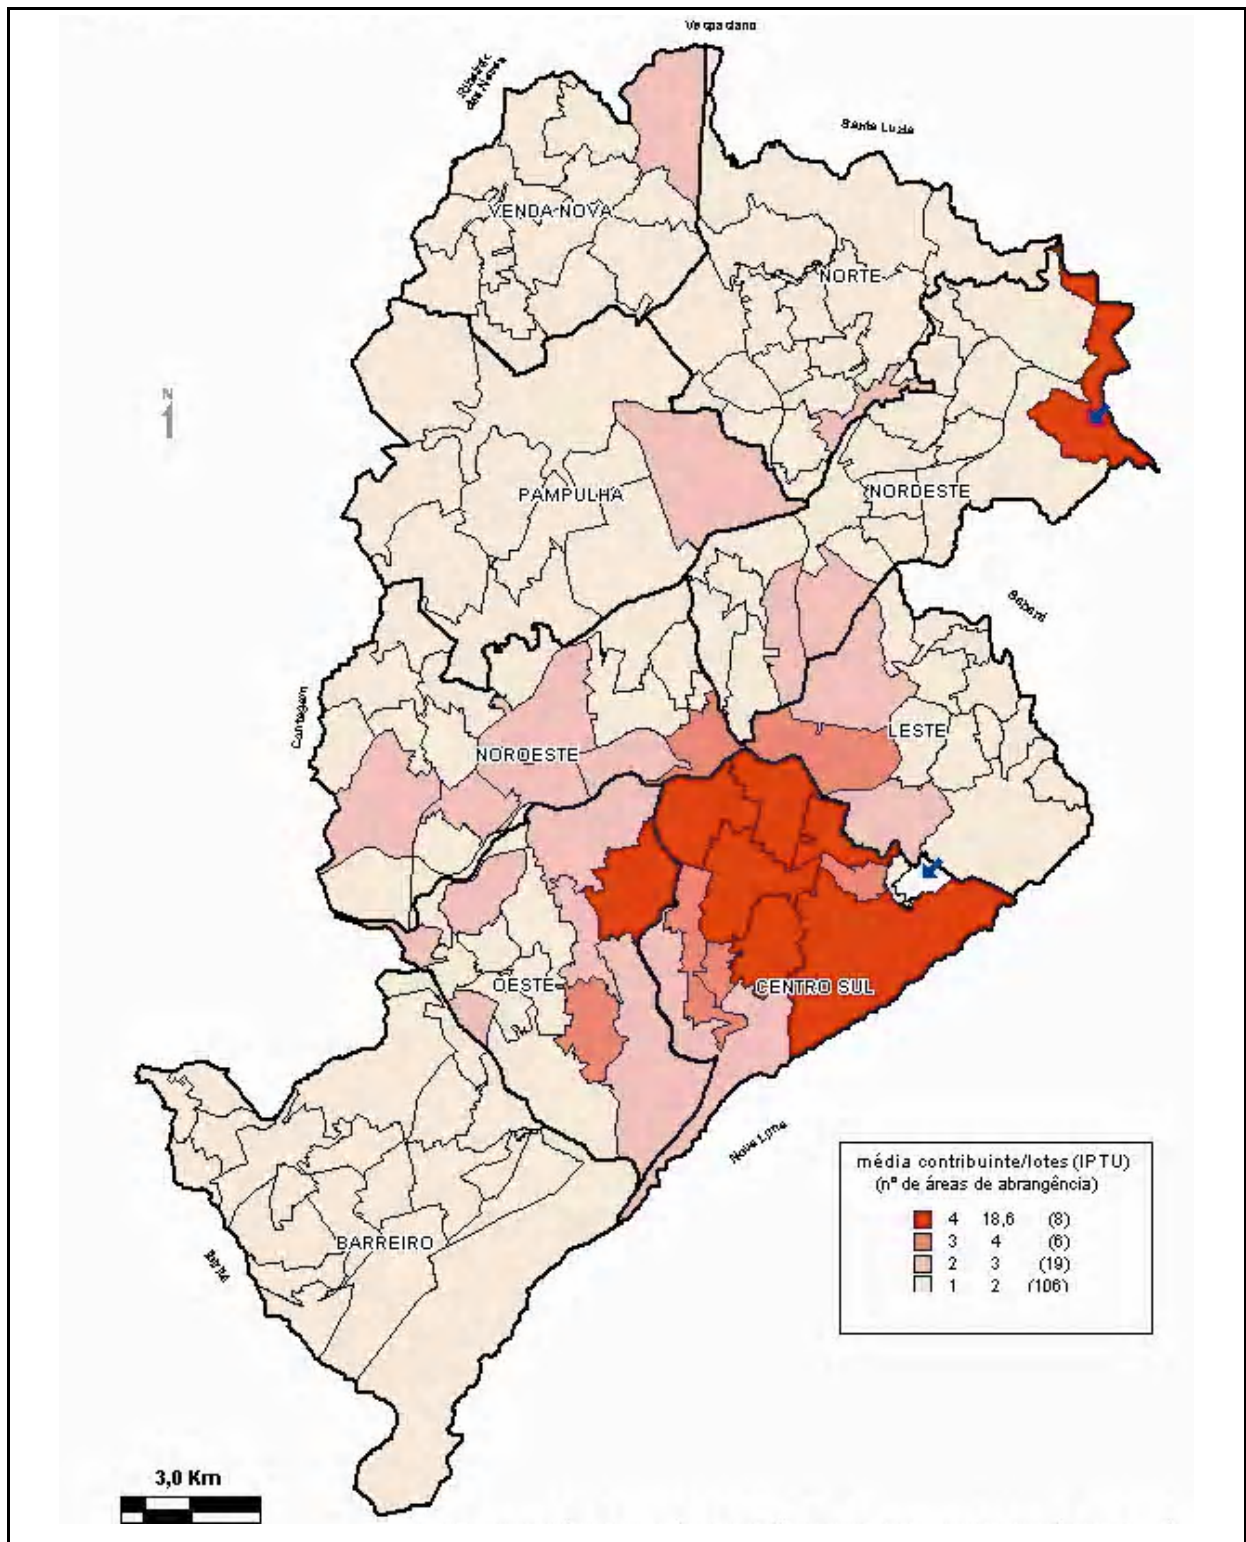 Santa Luzia
VENDA NOVA
NORTE
N
PAMPULHA
NORDESTE
Sabará
Contagem
LESTE
NOROESTE
OESTE
CENTRO SUL
Nova Lima
média contribuinte/lotes (IPTU)
(nº de áreas de abrangência)
4 18,6 (8)
3 4 (6)
2 3 (19)
1 2 (106)
BARREIRO
3,0 Km